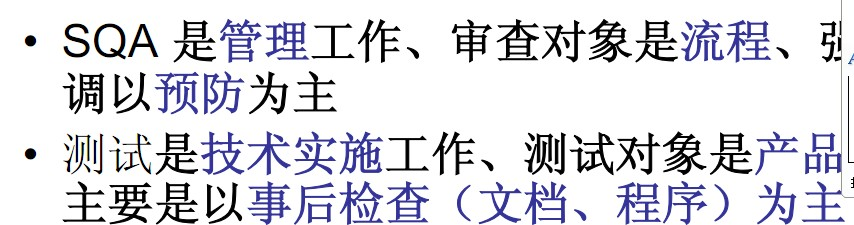 • SQA 是管理工作、审查对象是流程、强
调以预防为主
• 测试是技术实施工作、测试对象是产品
主要是以事后检查（文档、程序）为主